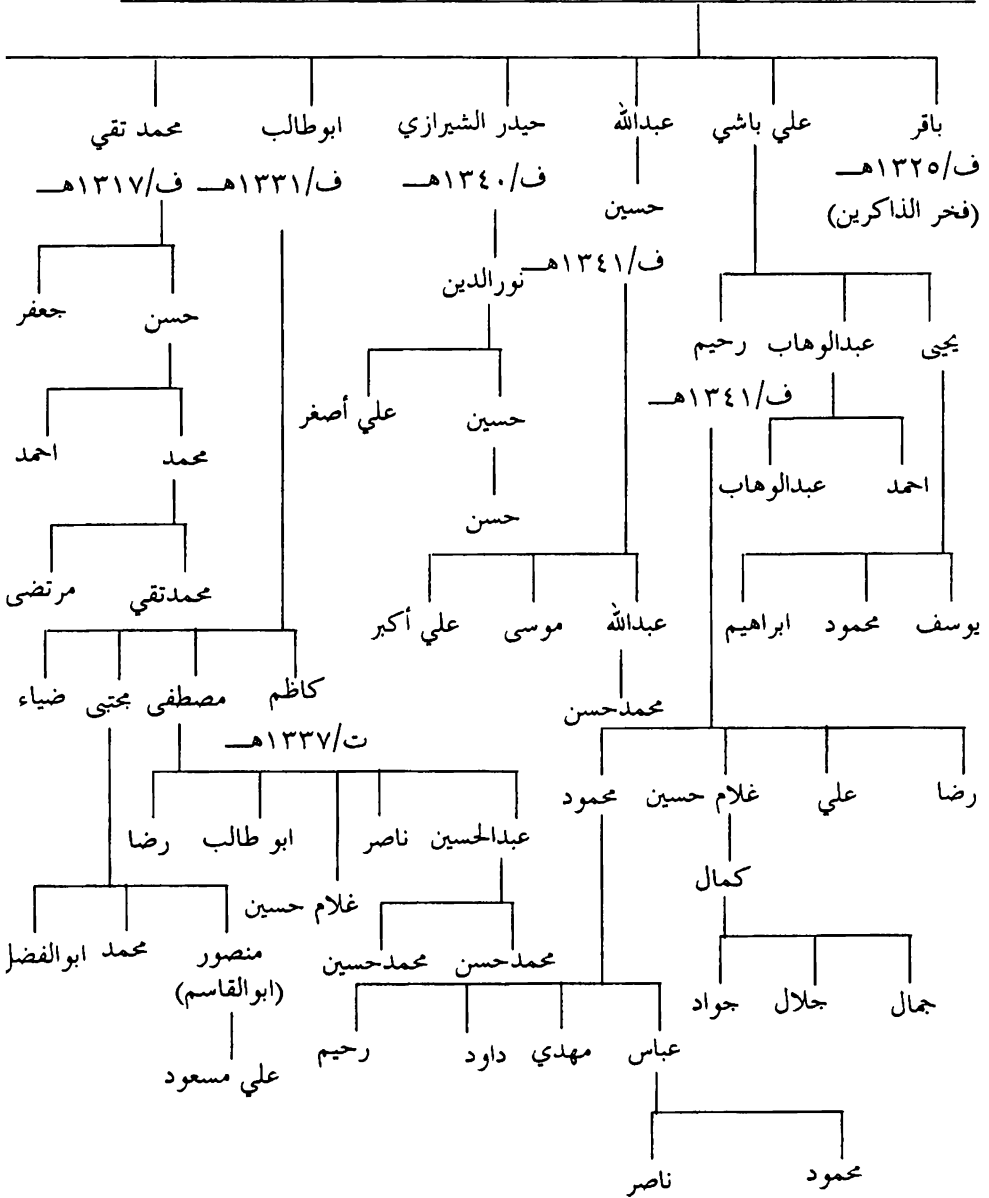 باقر علي باشي عبدالله حيدر الشيرازي ابوطالب محمد تقي
ف/١٣٢٥هـ ف/١٣٤٠هـ ف/١٣٣١هـ ف/١٣١٧هـ
(فخر الذاكرين) حسين
ف/١٣٤١هـ نورالدين
يحيى عبدالوهاب رحيم حسن جعفر
ف/١٣٤١هـ
حسين علي أصغر
محمد احمد
احمد عبدالوهاب
حسن
محمدتقي مرتضى
يوسف محمود ابراهيم عبدالله موسى علي أكبر
كاظم مصطفى مجتبى ضياء
محمدحسن
ت/١٣٣٧هـ
رضا علي غلام حسين محمود
عبدالحسين ناصر ابو طالب رضا
كمال
غلام حسين
محمدحسن محمدحسين منصور محمد ابوالفضل
(ابوالقاسم)
جمال جلال جواد
عباس مهدي داود رحيم
علي مسعود
محمود ناصر